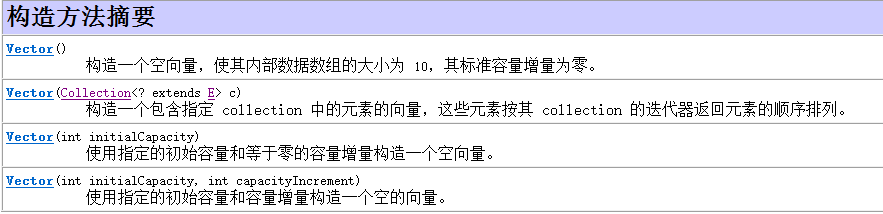 构造方法摘要
Vector()
构造一个空向量，使其内部数据数组的大小为 10，其标准容量增量为零。
Vector(Collection<? extends E> c)
构造一个包含指定 collection 中的元素的向量，这些元素按其 collection 的迭代器返回元素的顺序排列。
Vector(int initialCapacity)
使用指定的初始容量和等于零的容量增量构造一个空向量。
Vector(int initialCapacity, int capacityIncrement)
使用指定的初始容量和容量增量构造一个空的向量。